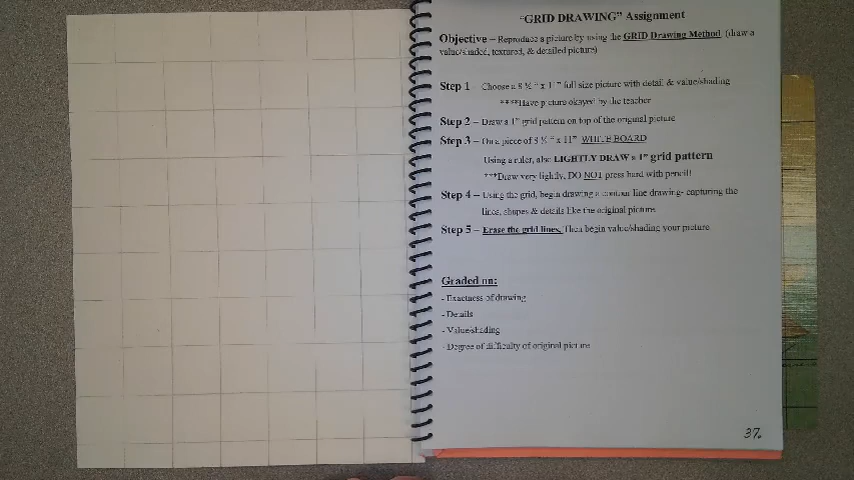 "GRID DRAWING" Assignment
Objective – Reproduce a picture by using the GRID Drawing Method. (draw a
value/shaded, textured, & detailed picture)
Step 1 – Choose a 8 ½ " x 11" full size picture with detail & value/shading
****Have picture okayed by the teacher
Step 2 – Draw a 1" grid pattern on top of the original picture
Step 3 – On a piece of 8 ½ " x 11" WHITE BOARD
Using a ruler, also LIGHTLY DRAW a 1" grid pattern
***Draw very lightly, DO NOT press hard with pencil!
Step 4 – Using the grid, begin drawing a contour line drawing- capturing the
lines, shapes & details like the original picture
Step 5 – Erase the grid lines. Then begin value/shading your picture
Graded on:
- Exactness of drawing
- Details
- Value/shading
- Degree of difficulty of original picture